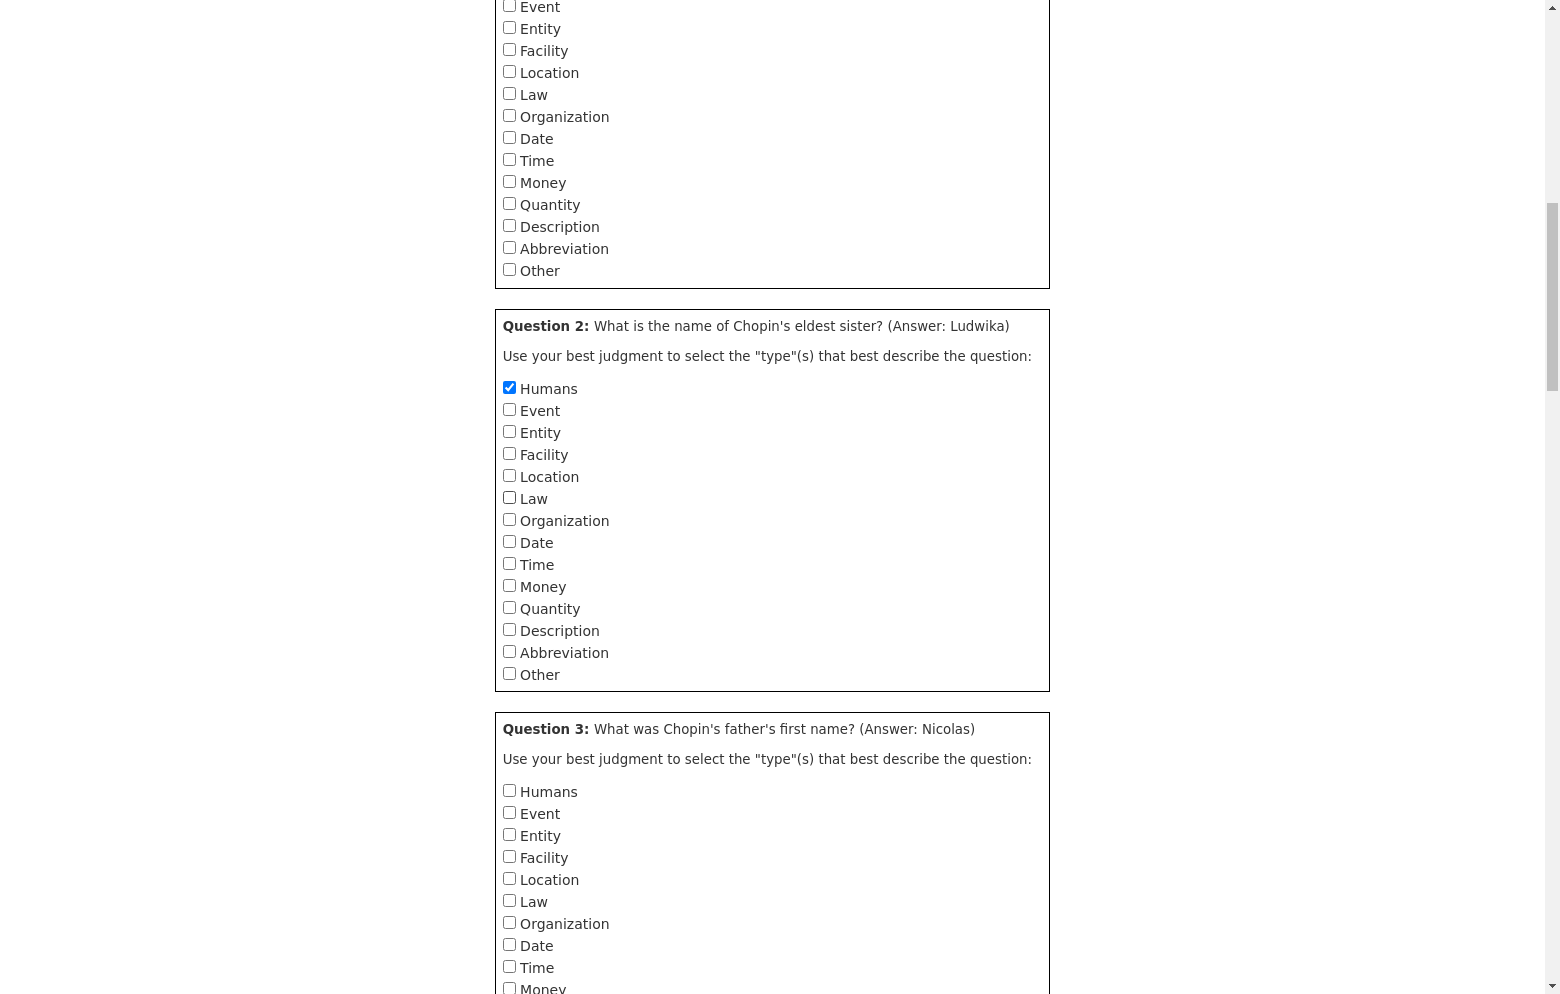 Event
Entity
Facility
Location
Law
Organization
Date
Time
Money
Quantity
Description
Abbreviation
Other
Question 2: What is the name of Chopin's eldest sister? (Answer: Ludwika)
Use your best judgment to select the "type"(s) that best describe the question:
Humans
Event
Entity
Facility
Location
Law
Organization
Date
Time
Money
Quantity
Description
Abbreviation
Other
Question 3: What was Chopin's father's first name? (Answer: Nicolas)
Use your best judgment to select the "type"(s) that best describe the question:
Humans
Event
Entity
Facility
Location
Law
Organization
Date
Time
Money